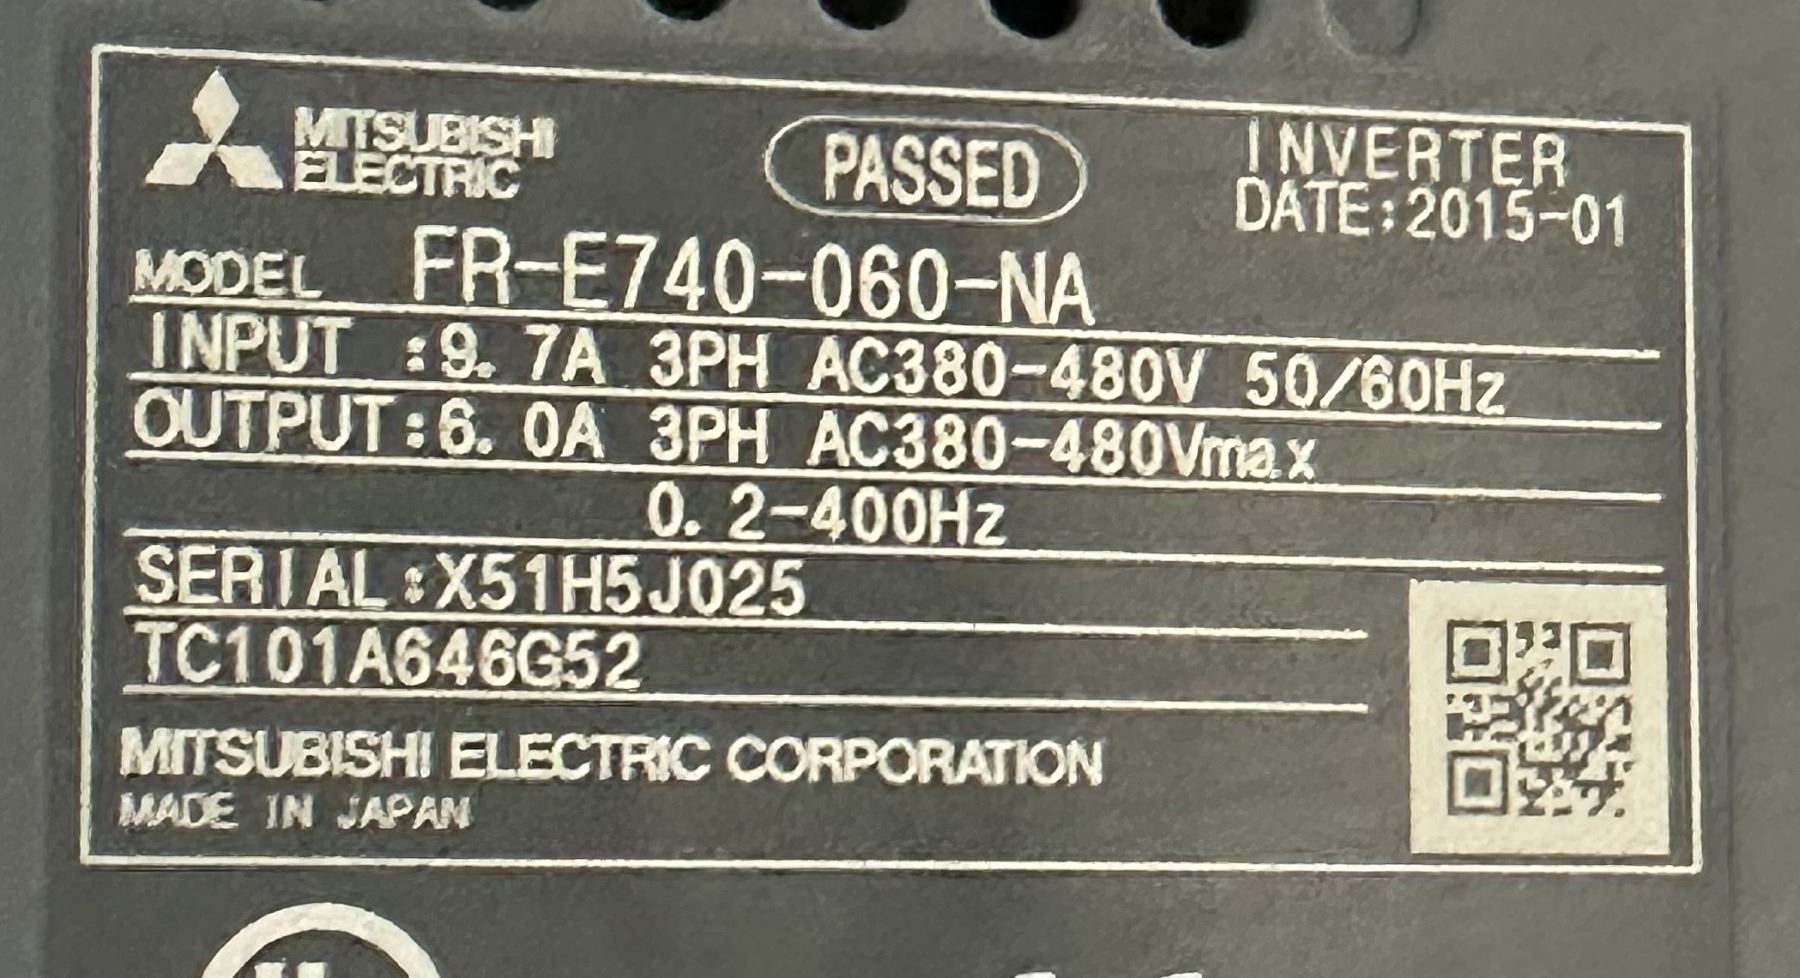 MITSUBISHI
ELECTRIC
PASSED
INVERTER
DATE:2015-01
MODEL FR-E740-060-NA
INPUT :9.7A 3PH AC380-480V 50/60Hz
OUTPUT:6.0A 3PH AC380-480Vmax
0.2-400Hz
SERIAL:X51H5J025
TC101A646G52
MITSUBISHI ELECTRIC CORPORATION
MADE IN JAPAN